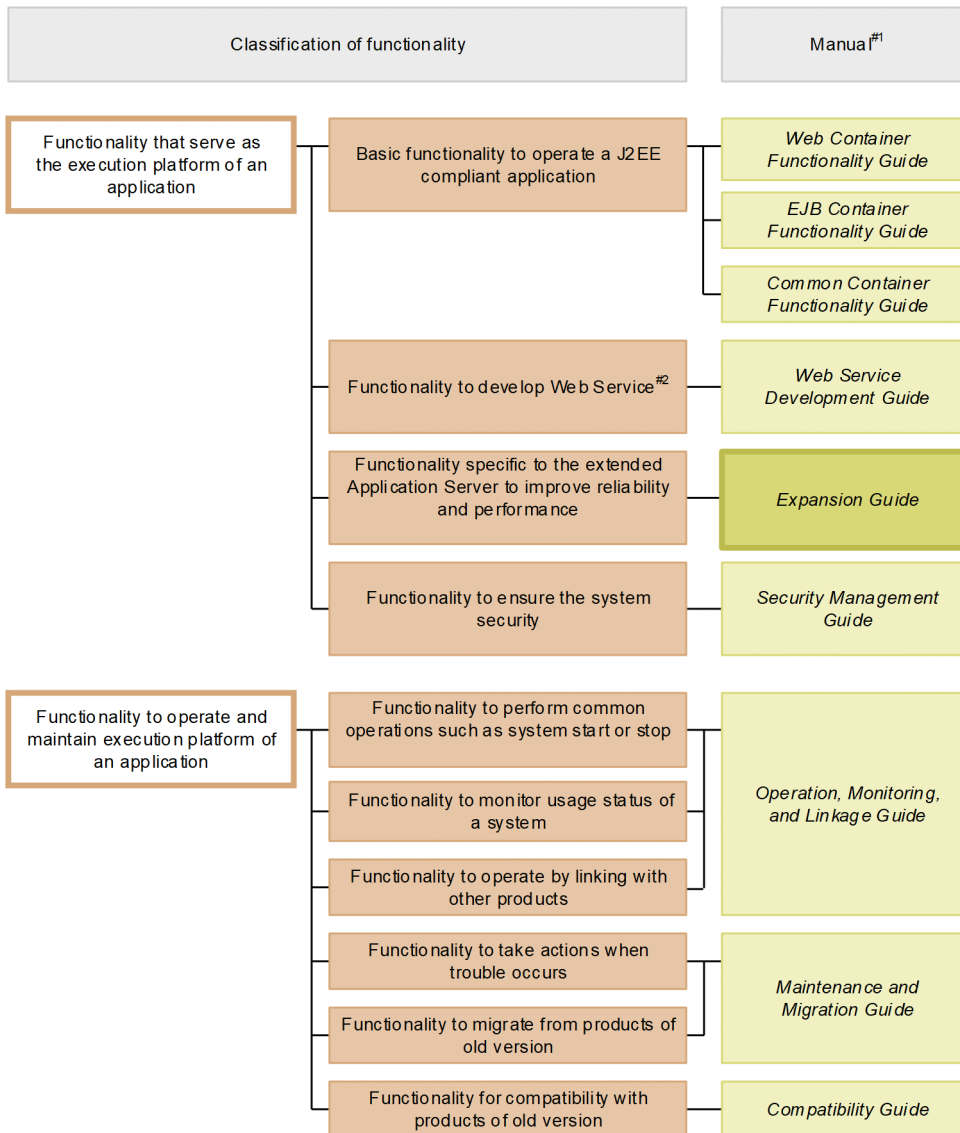 Classification of functionality
Manual#1
Functionality that serve as
the execution platform of an
application
Basic functionality to operate a J2EE
compliant application
Web Container
Functionality Guide
EJB Container
Functionality Guide
Common Container
Functionality Guide
Functionality to develop Web Service#2
Web Service
Development Guide
Functionality specific to the extended
Application Server to improve reliability
and performance
Expansion Guide
Functionality to ensure the system
security
Security Management
Guide
Functionality to operate and
maintain execution platform of
an application
Functionality to perform common
operations such as system start or stop
Functionality to monitor usage status of
a system
Functionality to operate by linking with
other products
Operation, Monitoring,
and Linkage Guide
Functionality to take actions when
trouble occurs
Functionality to migrate from products of
old version
Maintenance and
Migration Guide
Functionality for compatibility with
products of old version
Compatibility Guide